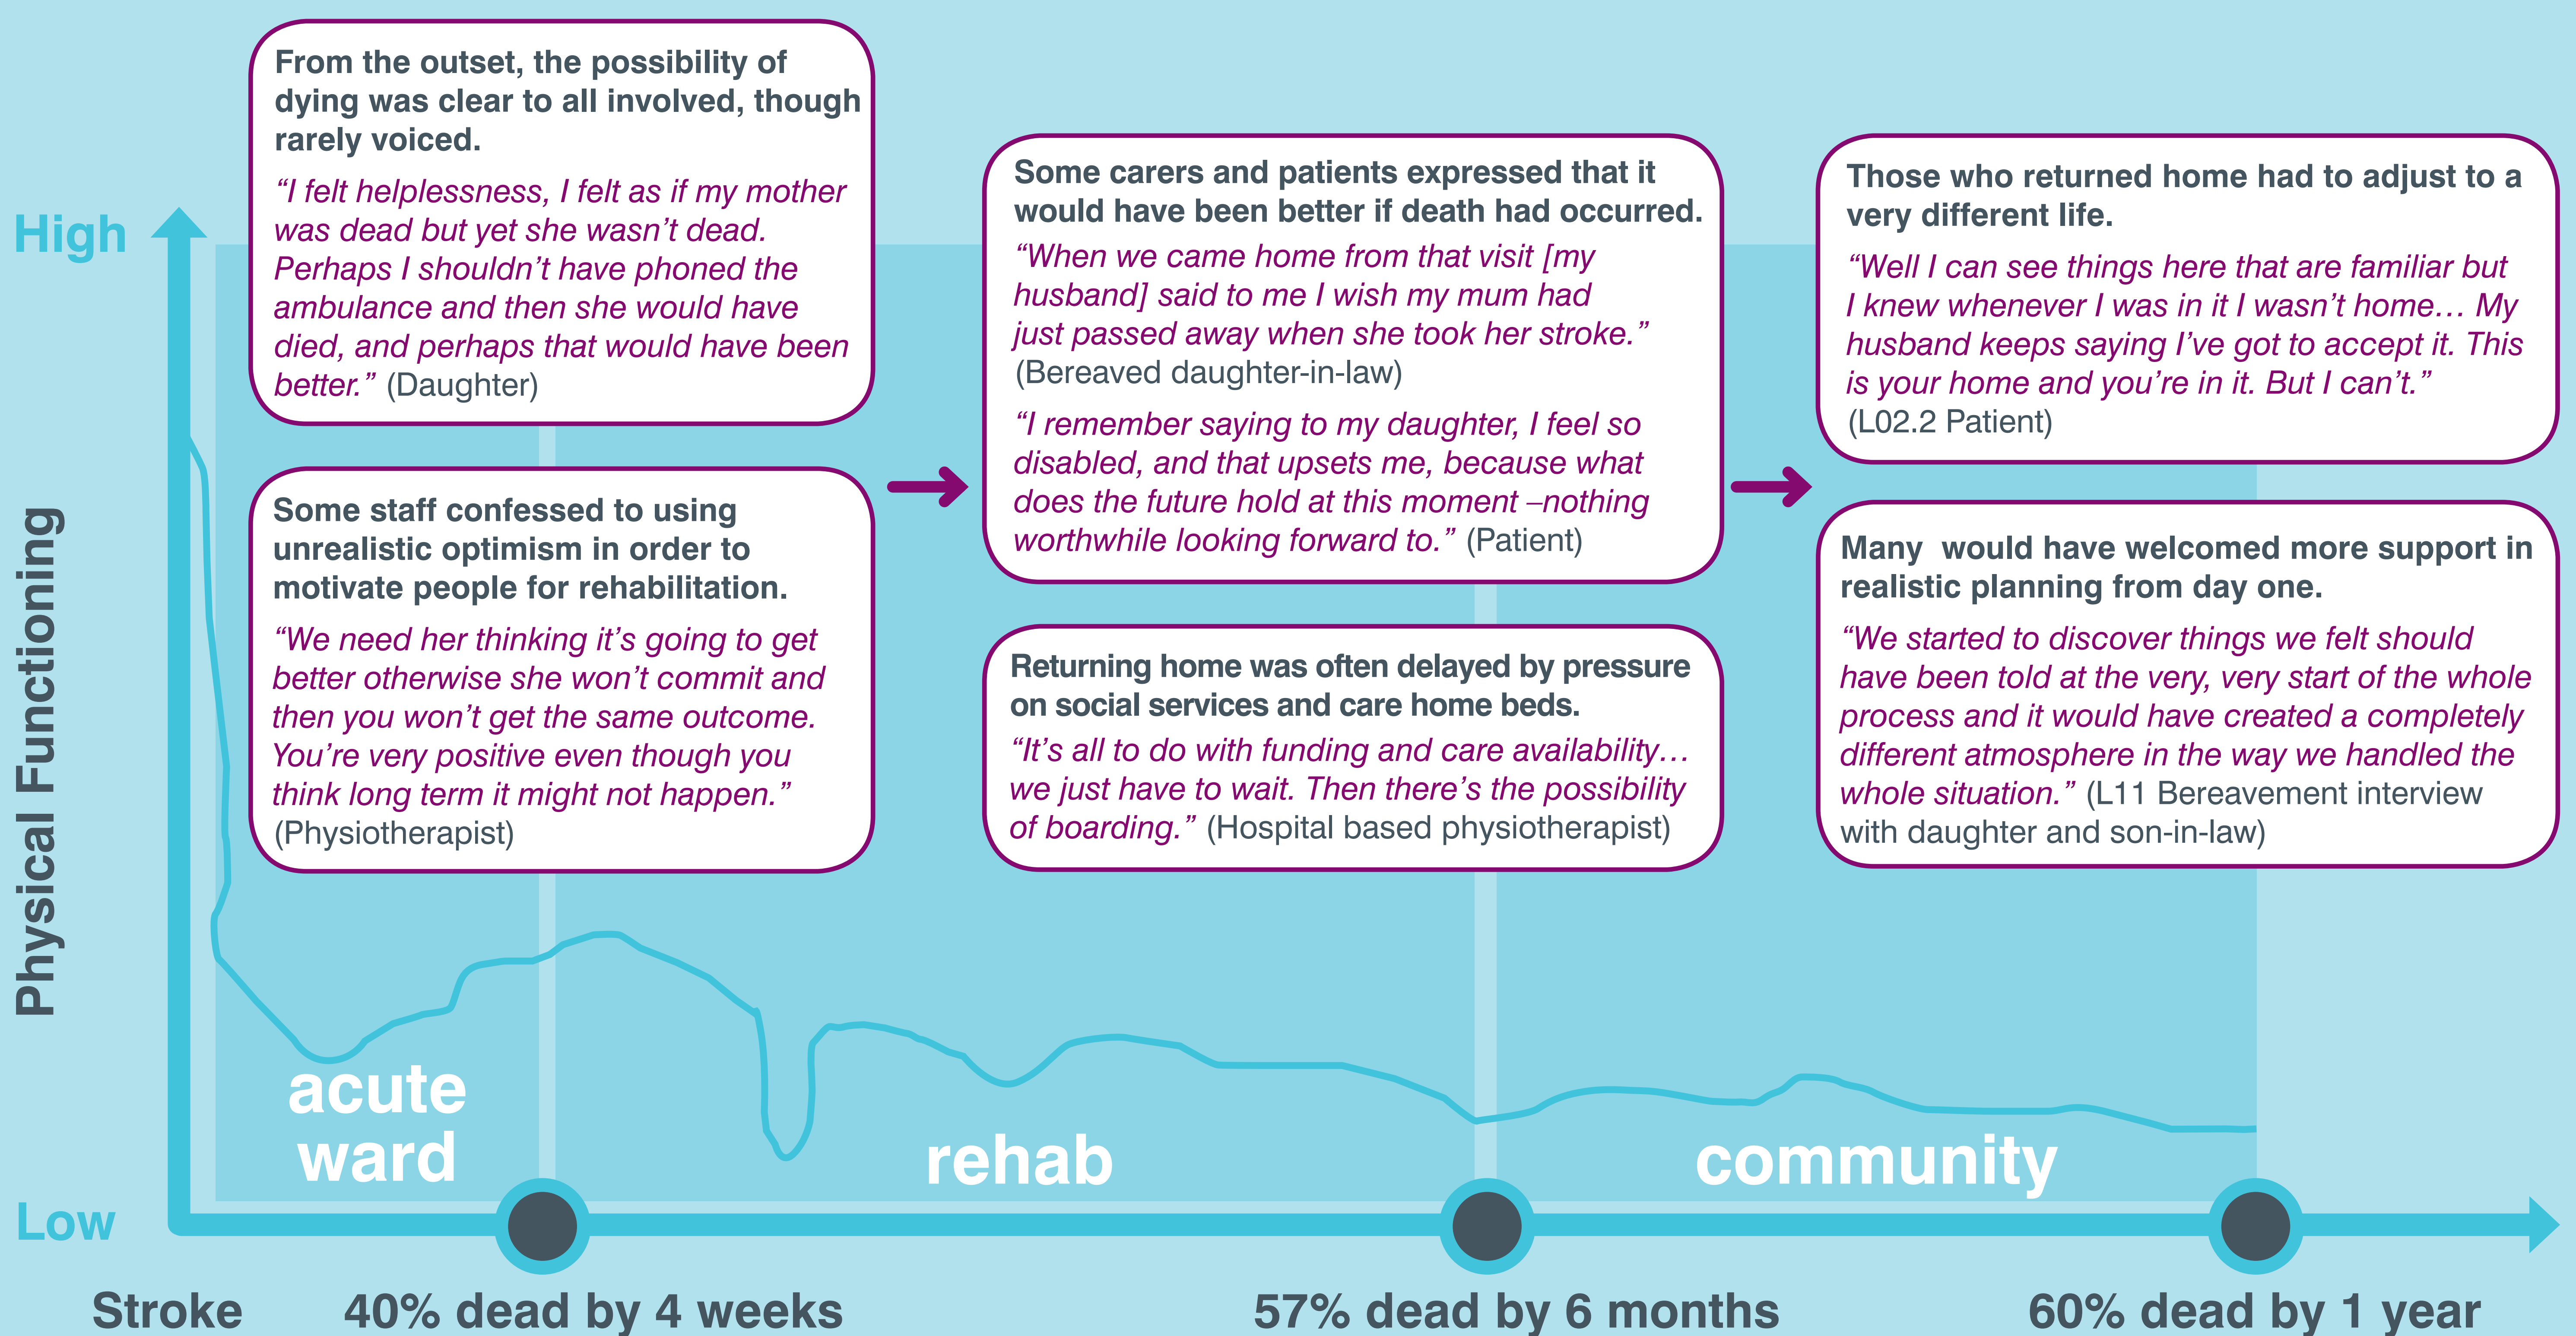 From the outset, the possibility of
dying was clear to all involved, though
rarely voiced.
“I felt helplessness, I felt as if my mother
was dead but yet she wasn’t dead.
Perhaps I shouldn’t have phoned the
ambulance and then she would have
died, and perhaps that would have been
better.” (Daughter)
Some staff confessed to using
unrealistic optimism in order to
motivate people for rehabilitation.
“We need her thinking it’s going to get
better otherwise she won’t commit and
then you won’t get the same outcome.
You’re very positive even though you
think long term it might not happen.”
(Physiotherapist)
Some carers and patients expressed that it
would have been better if death had occurred.
“When we came home from that visit [my
husband] said to me I wish my mum had
just passed away when she took her stroke.”
(Bereaved daughter-in-law)
“I remember saying to my daughter, I feel so
disabled, and that upsets me, because what
does the future hold at this moment –nothing
worthwhile looking forward to.” (Patient)
Returning home was often delayed by pressure
on social services and care home beds.
“It’s all to do with funding and care availability…
we just have to wait. Then there’s the possibility
of boarding.” (Hospital based physiotherapist)
Those who returned home had to adjust to a
very different life.
“Well I can see things here that are familiar but
I knew whenever I was in it I wasn’t home… My
husband keeps saying I’ve got to accept it. This
is your home and you’re in it. But I can’t.”
(L02.2 Patient)
Many  would have welcomed more support in
realistic planning from day one.
“We started to discover things we felt should
have been told at the very, very start of the whole
process and it would have created a completely
different atmosphere in the way we handled the
whole situation.” (L11 Bereavement interview
with daughter and son-in-law)
High
Physical Functioning
Low
acute
ward
rehab
community
Stroke
40% dead by 4 weeks
57% dead by 6 months
60% dead by 1 year